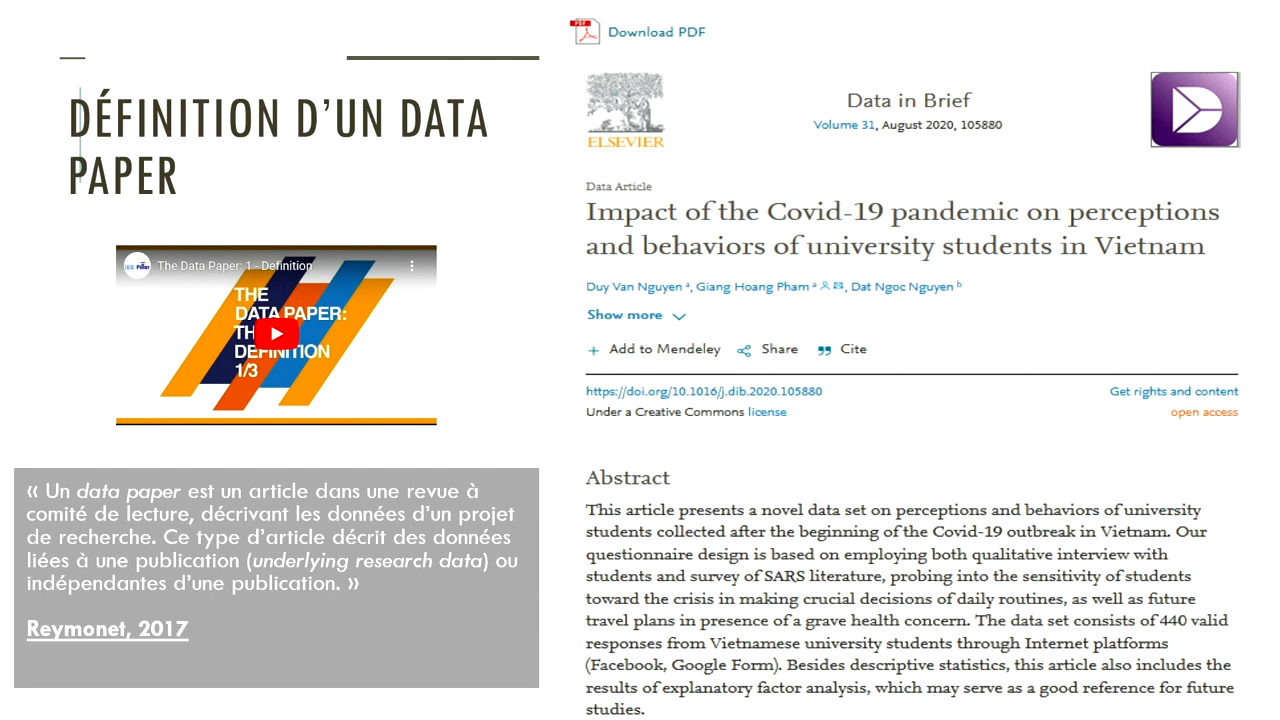 DÉFINITION D’UN DATA
PAPER
The Data Paper: 1 - Definition
THE
DATA PAPER:
THE
DEFINITION
1/3
« Un data paper est un article dans une revue à
comité de lecture, décrivant les données d’un projet
de recherche. Ce type d’article décrit des données
liées à une publication (underlying research data) ou
indépendantes d’une publication. »
Reymonet, 2017
PDF
Download PDF
ELSEVIER
Data in Brief
Volume 31, August 2020, 105880
Data Article
Impact of the Covid-19 pandemic on perceptions
and behaviors of university students in Vietnam
Duy Van Nguyen a, Giang Hoang Pham a, Dat Ngoc Nguyen b
Show more
Add to Mendeley Share Cite
https://doi.org/10.1016/j.dib.2020.105880 Get rights and content
Under a Creative Commons license open access
Abstract
This article presents a novel data set on perceptions and behaviors of university
students collected after the beginning of the Covid-19 outbreak in Vietnam. Our
questionnaire design is based on employing both qualitative interview with
students and survey of SARS literature, probing into the sensitivity of students
toward the crisis in making crucial decisions of daily routines, as well as future
travel plans in presence of a grave health concern. The data set consists of 440 valid
responses from Vietnamese university students through Internet platforms
(Facebook, Google Form). Besides descriptive statistics, this article also includes the
results of explanatory factor analysis, which may serve as a good reference for future
studies.